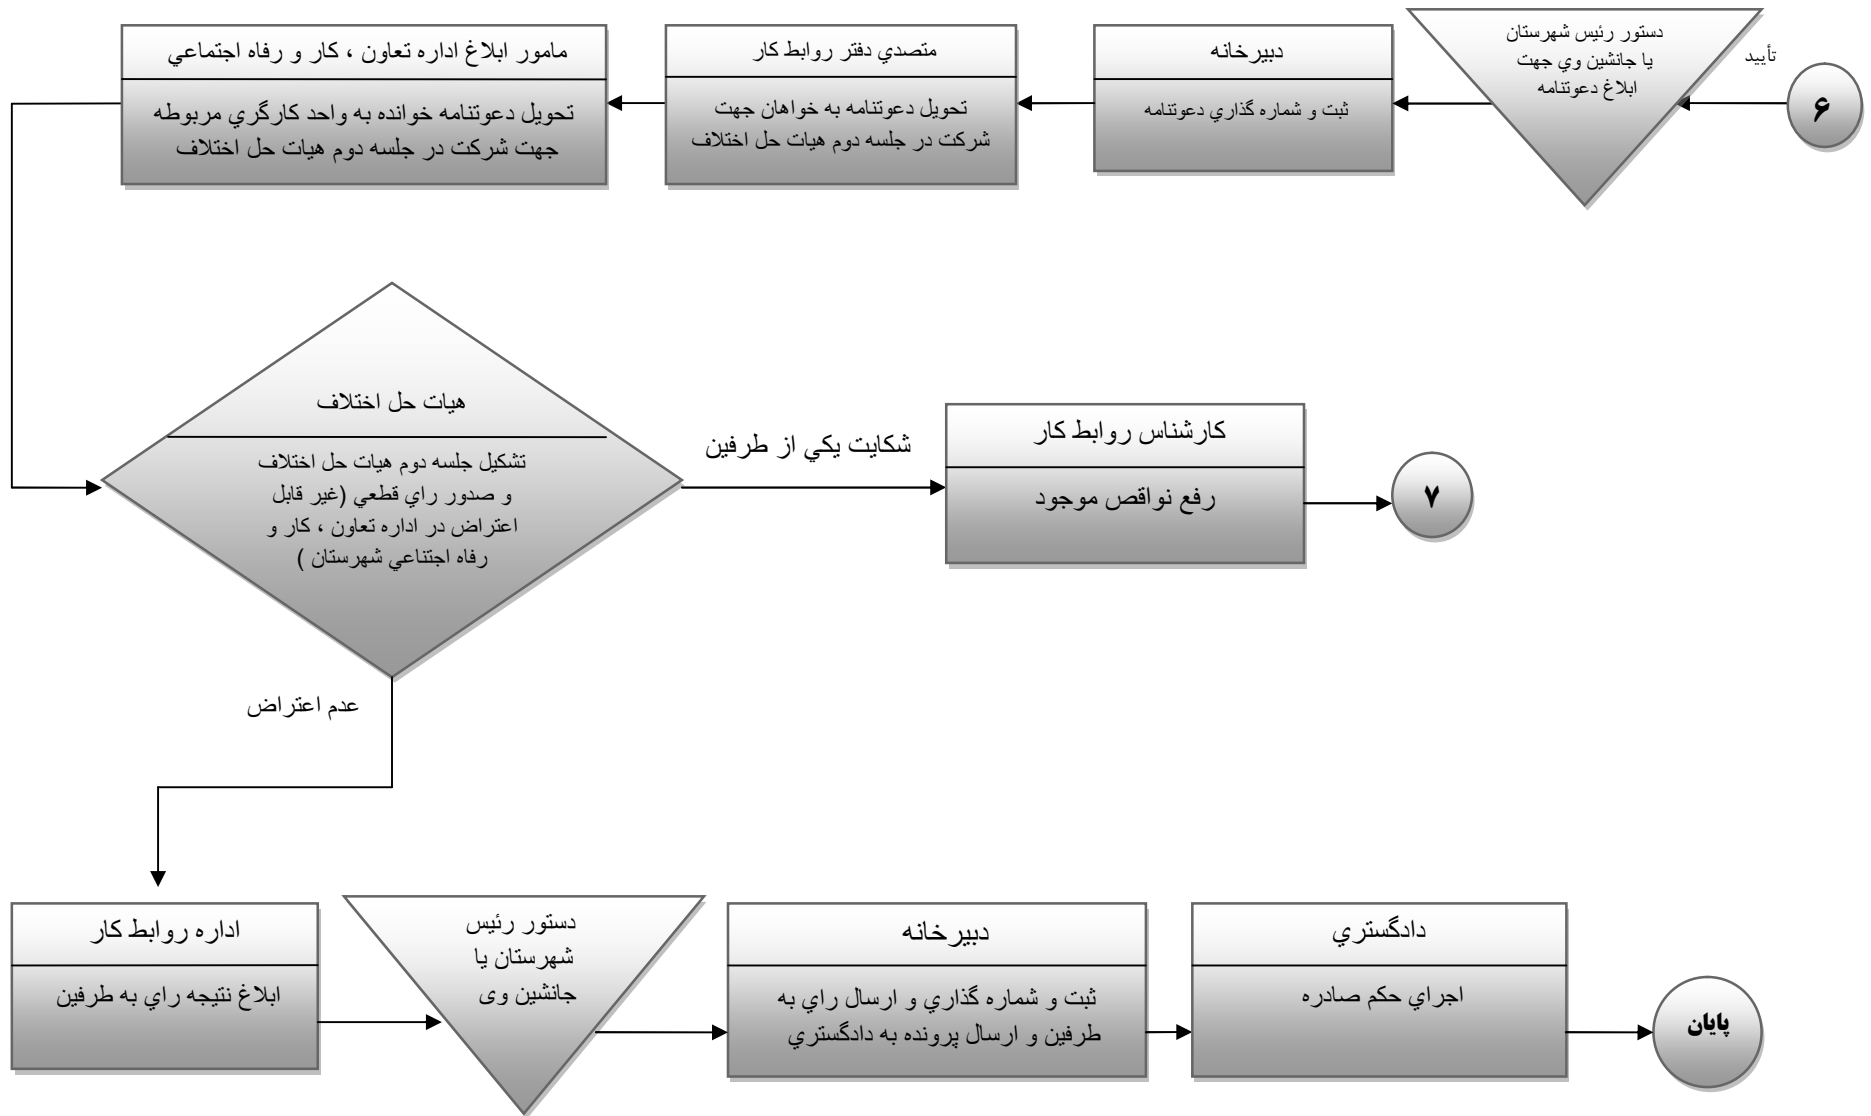 ۶
تأييد
دستور رئيس شهرستان
يا جانشين وي جهت
ابلاغ دعوتنامه
دبيرخانه
ثبت و شماره گذاري دعوتنامه
متصدي دفتر روابط كار
تحويل دعوتنامه به خواهان جهت
شركت در جلسه دوم هيات حل اختلاف
مامور ابلاغ اداره تعاون ، كار و رفاه اجتماعي
تحويل دعوتنامه خوانده به واحد كارگري مربوطه
جهت شركت در جلسه دوم هيات حل اختلاف
هيات حل اختلاف
تشكيل جلسه دوم هيات حل اختلاف
و صدور راي قطعي (غير قابل
اعتراض در اداره تعاون ، كار و
رفاه اجتناعي شهرستان )
شكايت يكي از طرفين
كارشناس روابط كار
رفع نواقص موجود
۷
عدم اعتراض
اداره روابط كار
ابلاغ نتيجه راي به طرفين
دستور رئيس
شهرستان يا
جانشين وی
دبيرخانه
ثبت و شماره گذاري و ارسال راي به
طرفين و ارسال پرونده به دادگستري
دادگستري
اجراي حكم صادره
پایان